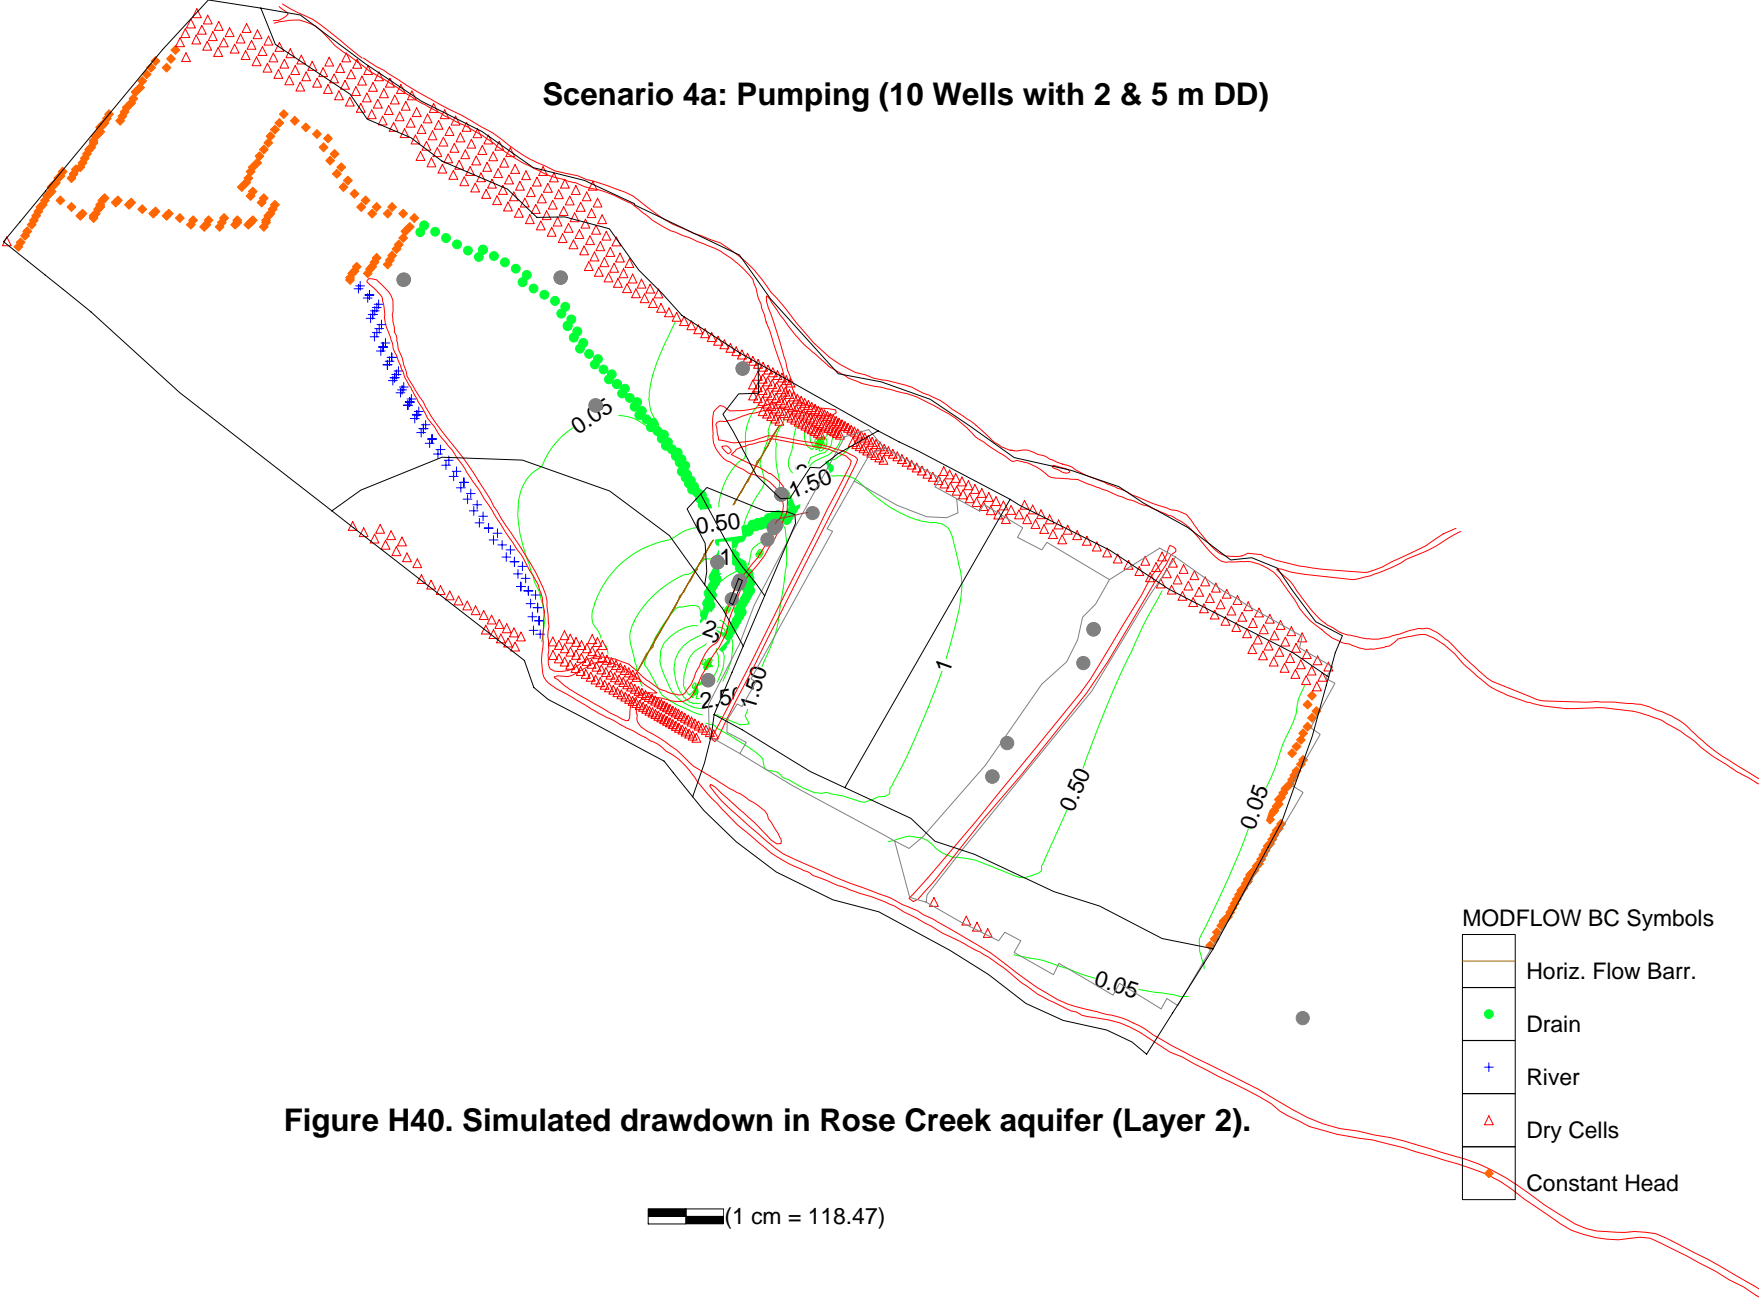 Scenario 4a: Pumping (10 Wells with 2 & 5 m DD)
0.05
1.50
0.50
1
2
2.5
1.50
1
0.50
0.05
0.05
MODFLOW BC Symbols
Horiz. Flow Barr.
Drain
River
Dry Cells
Constant Head
Figure H40. Simulated drawdown in Rose Creek aquifer (Layer 2).
(1 cm = 118.47)